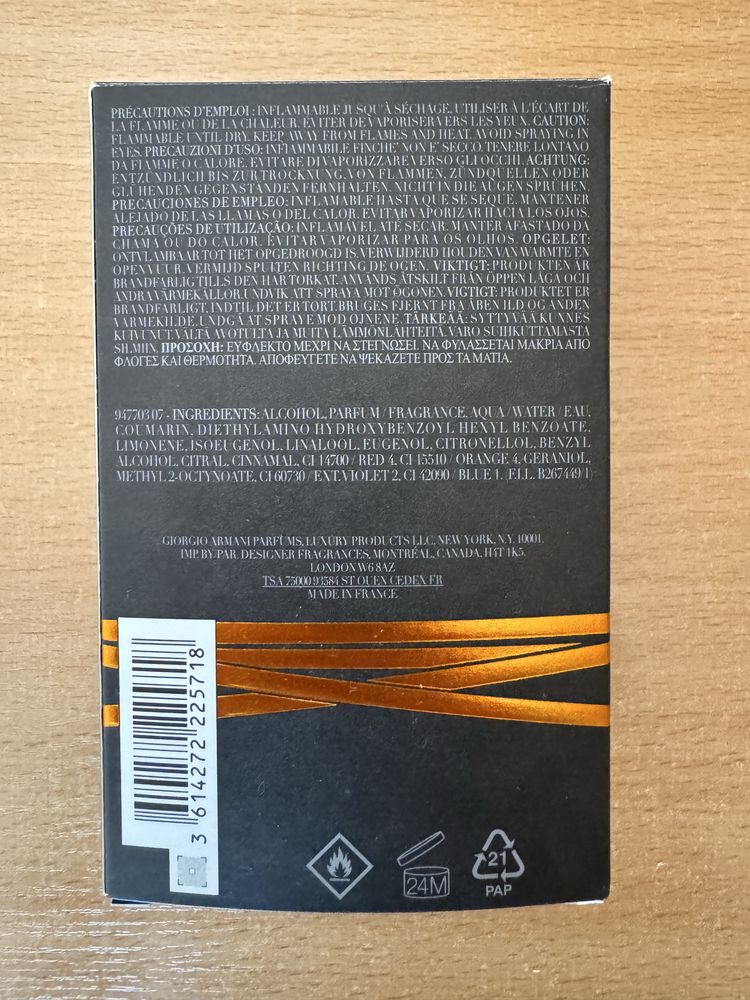 PRÉCAUTIONS D'EMPLOI : INFLAMMABLE JUSQU'À SÉCHAGE. UTILISER À L'ÉCART DE
LA FLAMME OU DE LA CHALEUR. ÉVITER DE VAPORISER VERS LES YEUX. CAUTION:
FLAMMABLE UNTIL DRY. KEEP AWAY FROM FLAMES AND HEAT. AVOID SPRAYING IN
EYES. PRECAUZIONI D'USO: INFIAMMABILE FINCHE' NON E' SECCO. TENERE LONTANO
DA FIAMME O CALORE. EVITARE DI VAPORIZZARE VERSO GLI OCCHI. ACHTUNG:
ENTZÜNDLICH BIS ZUR TROCKNUNG. VON FLAMMEN, ZÜNDQUELLEN ODER
GLÜHENDEN GEGENSTÄNDEN FERNHALTEN. NICHT IN DIE AUGEN SPRÜHEN.
PRECAUCIONES DE EMPLEO: INFLAMABLE HASTA QUE SE SEQUE. MANTENER
ALEJADO DE LAS LLAMAS O DEL CALOR. EVITAR VAPORIZAR HACIA LOS OJOS.
PRECAUÇÕES DE UTILIZAÇÃO: INFLAMÁVEL ATÉ SECAR. MANTER AFASTADO DA
CHAMA OU DO CALOR. EVITAR VAPORIZAR PARA OS OLHOS. OPGELET:
ONTVLAMBAAR TOT HET OPGEDROOGD IS. VERWIJDERD HOUDEN VAN WARMTE EN
OPEN VUUR. VERMIJD SPUITEN RICHTING DE OGEN. VIKTIGT: PRODUKTEN ÄR
BRANDFARLIG TILLS DEN HAR TORKAT. ANVÄNDS ÅTSKILT FRÅN ÖPPEN LÅGA OCH
ANDRA VÄRMEKÄLLOR. UNDVIK ATT SPRAYA MOT ÖGONEN. VIGTIGT: PRODUKTET ER
BRANDFARLIGT, INDTIL DET ER TØRT. BRUGES FJERNT FRA ÅBEN ILD OG ANDEN
VARMEKILDE. UNDGÅ AT SPRAYE MOD ØJNENE. TÄRKEÄÄ: SYTTYVÄÄ KUNNES
KUIVUNUT. VÄLTÄ AVOTULTA JA MUITA LÄMMÖNLÄHTEITÄ. VARO SUIHKUTTAMASTA
SILMIIN. ΠΡΟΣΟΧΗ: ΕΥΦΛΕΚΤΟ ΜΕΧΡΙ ΝΑ ΣΤΕΓΝΩΣΕΙ. ΝΑ ΦΥΛΑΣΣΕΤΑΙ ΜΑΚΡΙΑ ΑΠΟ
ΦΛΟΓΕΣ ΚΑΙ ΘΕΡΜΟΤΗΤΑ. ΑΠΟΦΕΥΓΕΤΕ ΝΑ ΨΕΚΑΖΕΤΕ ΠΡΟΣ ΤΑ ΜΑΤΙΑ.
947703 07 - INGREDIENTS: ALCOHOL, PARFUM / FRAGRANCE, AQUA / WATER / EAU,
COUMARIN, DIETHYLAMINO HYDROXYBENZOYL HEXYL BENZOATE,
LIMONENE, ISOEUGENOL, LINALOOL, EUGENOL, CITRONELLOL, BENZYL
ALCOHOL, CITRAL, CINNAMAL, CI 14700 / RED 4, CI 15510 / ORANGE 4, GERANIOL,
METHYL 2-OCTYNOATE, CI 60730 / EXT. VIOLET 2, CI 42090 / BLUE 1. (F.I.L. B267449/1)
GIORGIO ARMANI PARFUMS, LUXURY PRODUCTS LLC, NEW YORK, N.Y. 10001.
IMP. BY-PAR. DESIGNER FRAGRANCES, MONTRÉAL, CANADA, H4T 1K5.
LONDON W6 8AZ
TSA 75000 93584 ST OUEN CEDEX FR
MADE IN FRANCE
3 614272 225718
24M
21
PAP